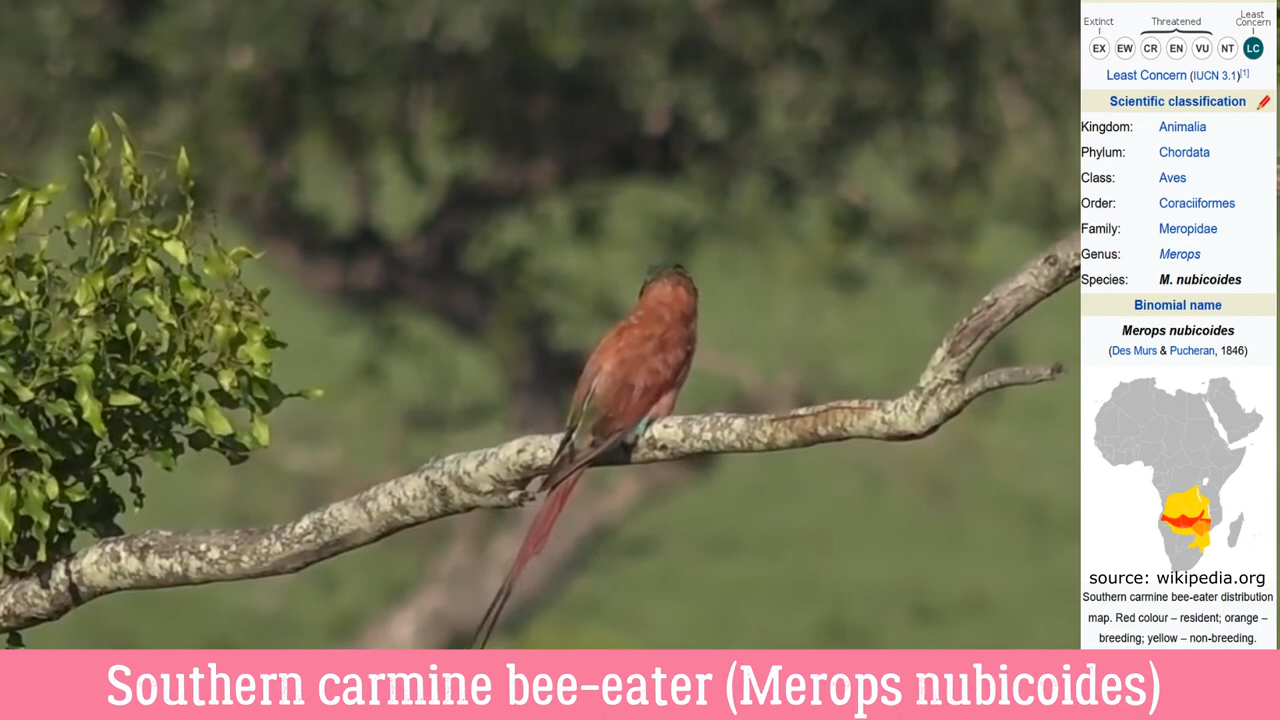 Extinct
Threatened
Least
Concern
EX EW CR EN VU NT LC
Least Concern (IUCN 3.1)[1]
Scientific classification
Kingdom: Animalia
Phylum: Chordata
Class: Aves
Order: Coraciiformes
Family: Meropidae
Genus: Merops
Species: M. nubicoides
Binomial name
Merops nubicoides
(Des Murs & Pucheran, 1846)
source: wikipedia.org
Southern carmine bee-eater distribution
map. Red colour – resident; orange –
breeding; yellow – non-breeding.
Southern carmine bee-eater (Merops nubicoides)